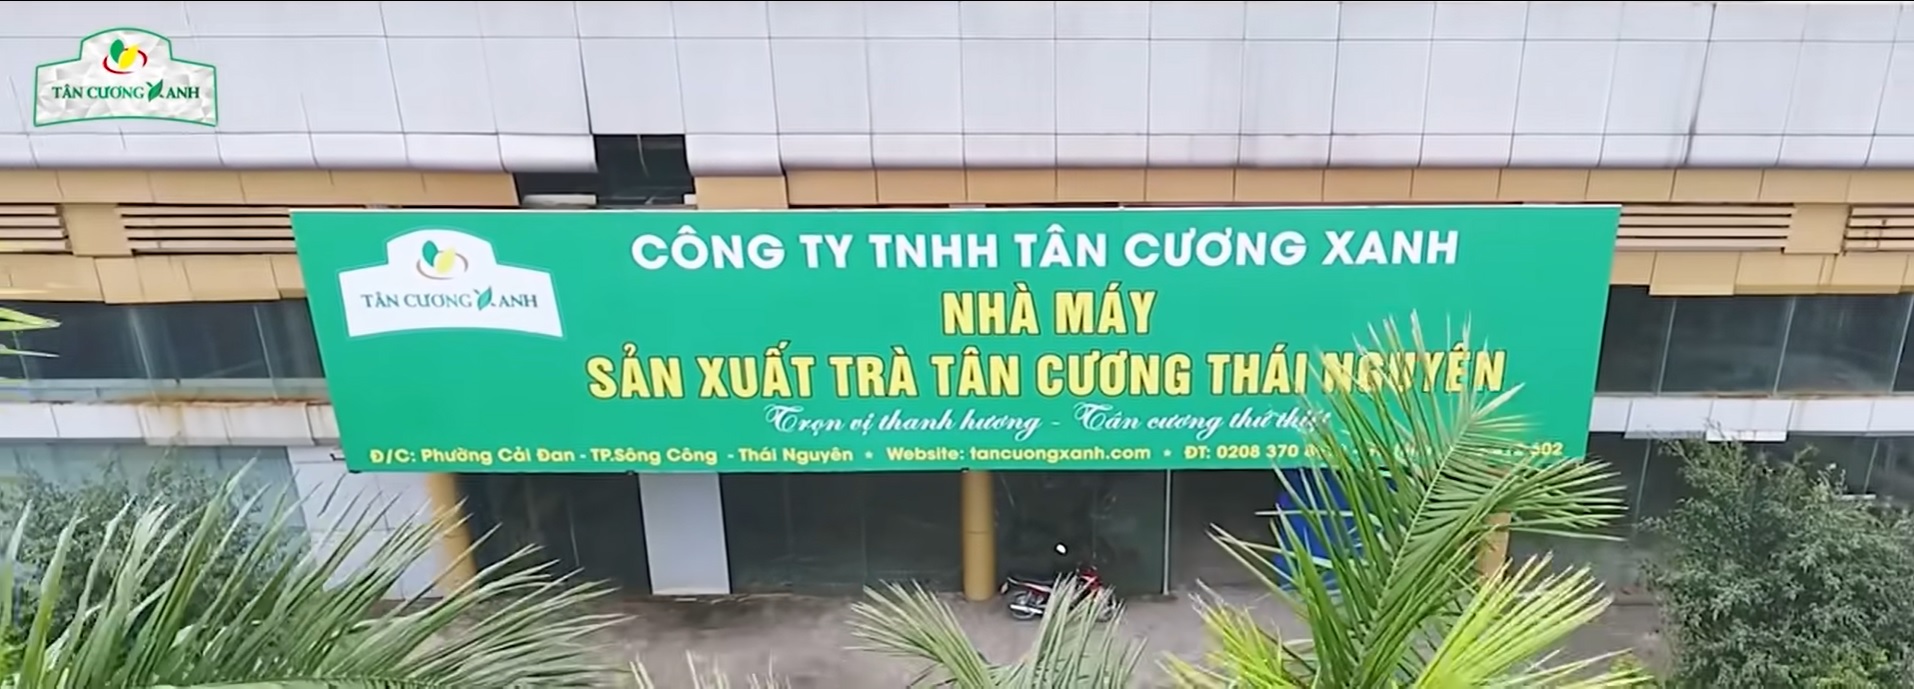 TÂN CƯƠNG XANH
TÂN CƯƠNG XANH
CÔNG TY TNHH TÂN CƯƠNG XANH
NHÀ MÁY
SẢN XUẤT TRÀ TÂN CƯƠNG THÁI NGUYÊN
Trọn vị thanh hương - Tân cương thứ thiệt
Đ/C: Phường Cải Đan - TP.Sông Công - Thái Nguyên * Website: tancuongxanh.com * ĐT: 0208 370